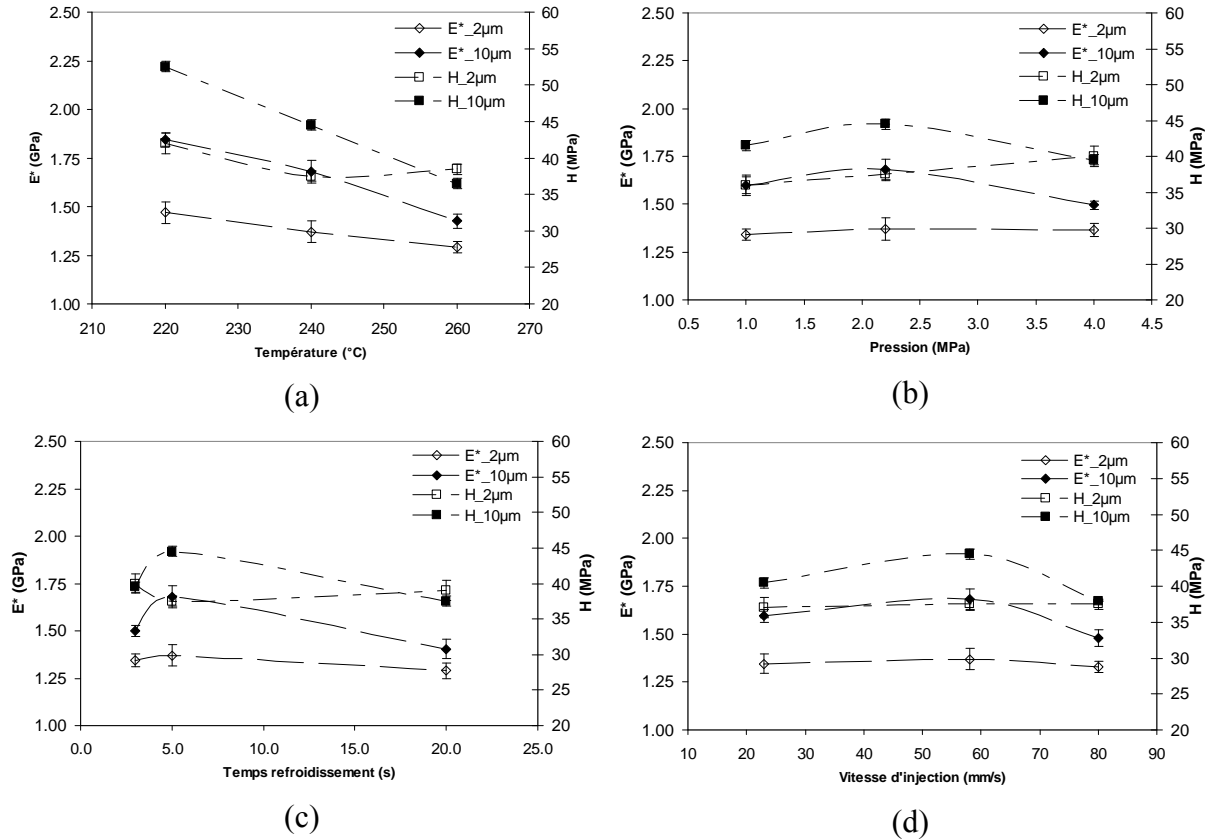 2.50
2.25
2.00
1.75
1.50
1.25
1.00
E* (GPa)
60
55
50
45
40
35
30
25
20
H (MPa)
E*_2µm
E*_10µm
H_2µm
H_10µm
210 220 230 240 250 260 270
Température (°C)
(a)
2.50
2.25
2.00
1.75
1.50
1.25
1.00
E* (GPa)
60
55
50
45
40
35
30
25
20
H (MPa)
E*_2µm
E*_10µm
H_2µm
H_10µm
0.5 1.0 1.5 2.0 2.5 3.0 3.5 4.0 4.5
Pression (MPa)
(b)
2.50
2.25
2.00
1.75
1.50
1.25
1.00
E* (GPa)
60
55
50
45
40
35
30
25
20
H (MPa)
E*_2µm
E*_10µm
H_2µm
H_10µm
0.0 5.0 10.0 15.0 20.0 25.0
Temps refroidissement (s)
(c)
2.50
2.25
2.00
1.75
1.50
1.25
1.00
E* (GPa)
60
55
50
45
40
35
30
25
20
H (MPa)
E*_2µm
E*_10µm
H_2µm
H_10µm
10 20 30 40 50 60 70 80 90
Vitesse d'injection (mm/s)
(d)